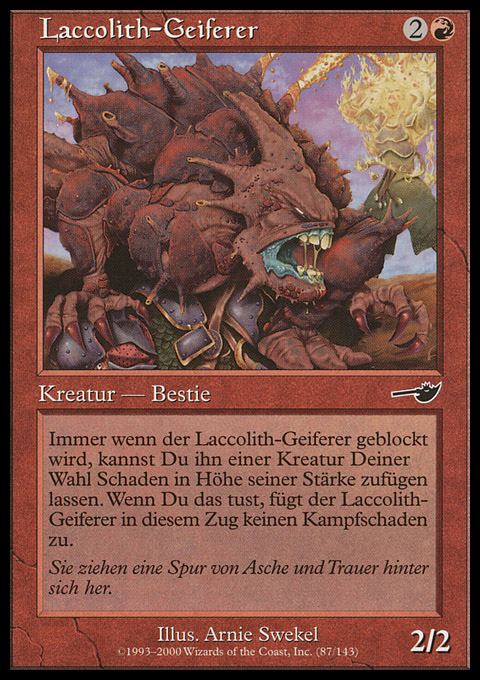 Laccolith-Geiferer 2
Kreatur — Bestie
Immer wenn der Laccolith-Geiferer geblockt
wird, kannst Du ihn einer Kreatur Deiner
Wahl Schaden in Höhe seiner Stärke zufügen
lassen. Wenn Du das tust, fügt der Laccolith-
Geiferer in diesem Zug keinen Kampfschaden
zu.
Sie ziehen eine Spur von Asche und Trauer hinter
sich her.
Illus. Arnie Swekel
©1993–2000 Wizards of the Coast, Inc. (87/143)
2/2